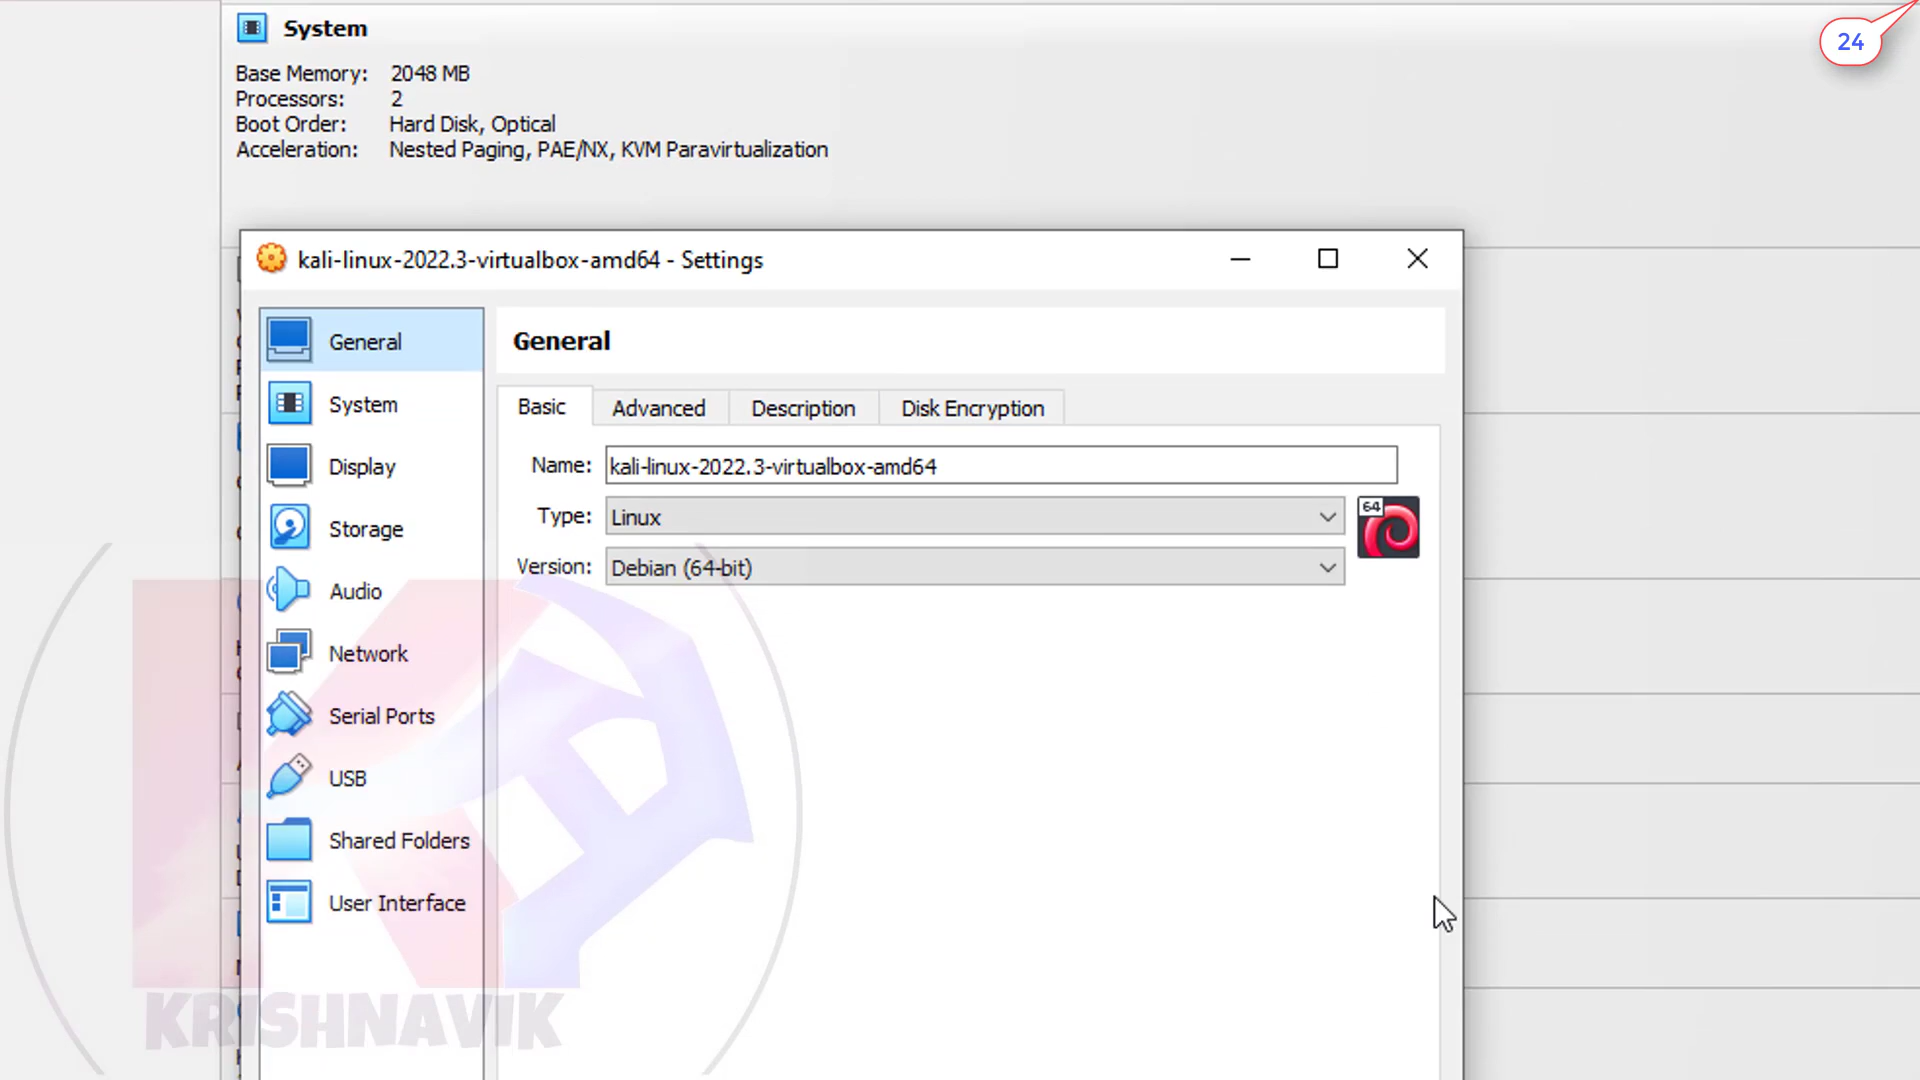 System
24
Base Memory: 2048 MB
Processors: 2
Boot Order: Hard Disk, Optical
Acceleration: Nested Paging, PAE/NX, KVM Paravirtualization
kali-linux-2022.3-virtualbox-amd64 - Settings
General
System
Display
Storage
Audio
Network
Serial Ports
USB
Shared Folders
User Interface
General
Basic Advanced Description Disk Encryption
Name: kali-linux-2022.3-virtualbox-amd64
Type: Linux
64
Version: Debian (64-bit)
KRISHNAVIK